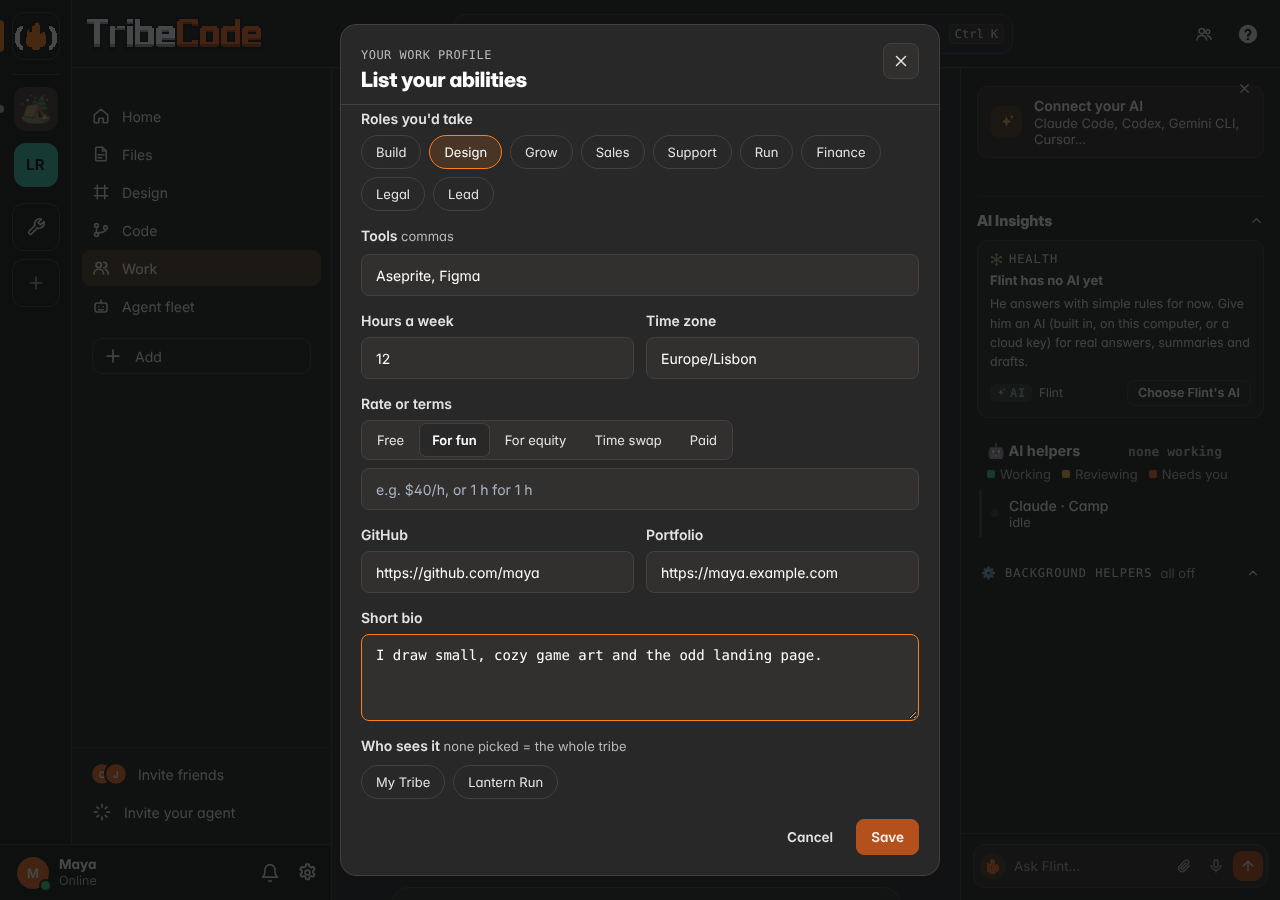 TribeCode
Ctrl K
LR
Home
Files
Design
Code
Work
Agent fleet
Add
Invite friends
Invite your agent
M
Maya
Online
YOUR WORK PROFILE
List your abilities
Roles you'd take
Build
Design
Grow
Sales
Support
Run
Finance
Legal
Lead
Tools commas
Aseprite, Figma
Hours a week
Time zone
12
Europe/Lisbon
Rate or terms
Free
For fun
For equity
Time swap
Paid
e.g. $40/h, or 1 h for 1 h
GitHub
Portfolio
https://github.com/maya
https://maya.example.com
Short bio
I draw small, cozy game art and the odd landing page.
Who sees it none picked = the whole tribe
My Tribe
Lantern Run
Cancel
Save
Connect your AI
Claude Code, Codex, Gemini CLI,
Cursor...
AI Insights
HEALTH
Flint has no AI yet
He answers with simple rules for now. Give
him an AI (built in, on this computer, or a
cloud key) for real answers, summaries and
drafts.
AI
Flint
Choose Flint's AI
AI helpers
none working
Working
Reviewing
Needs you
Claude · Camp
idle
BACKGROUND HELPERS all off
Ask Flint...